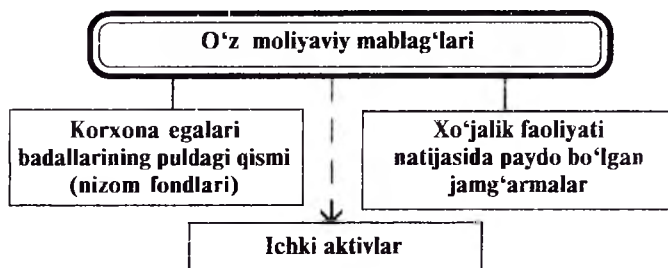 O‘z moliyaviy mablag‘lari
Korxona egalari
badallarining puldagi qismi
(nizom fondlari)
Xo‘jalik faoliyati
natijasida paydo bo‘lgan
jamg‘armalar
Ichki aktivlar